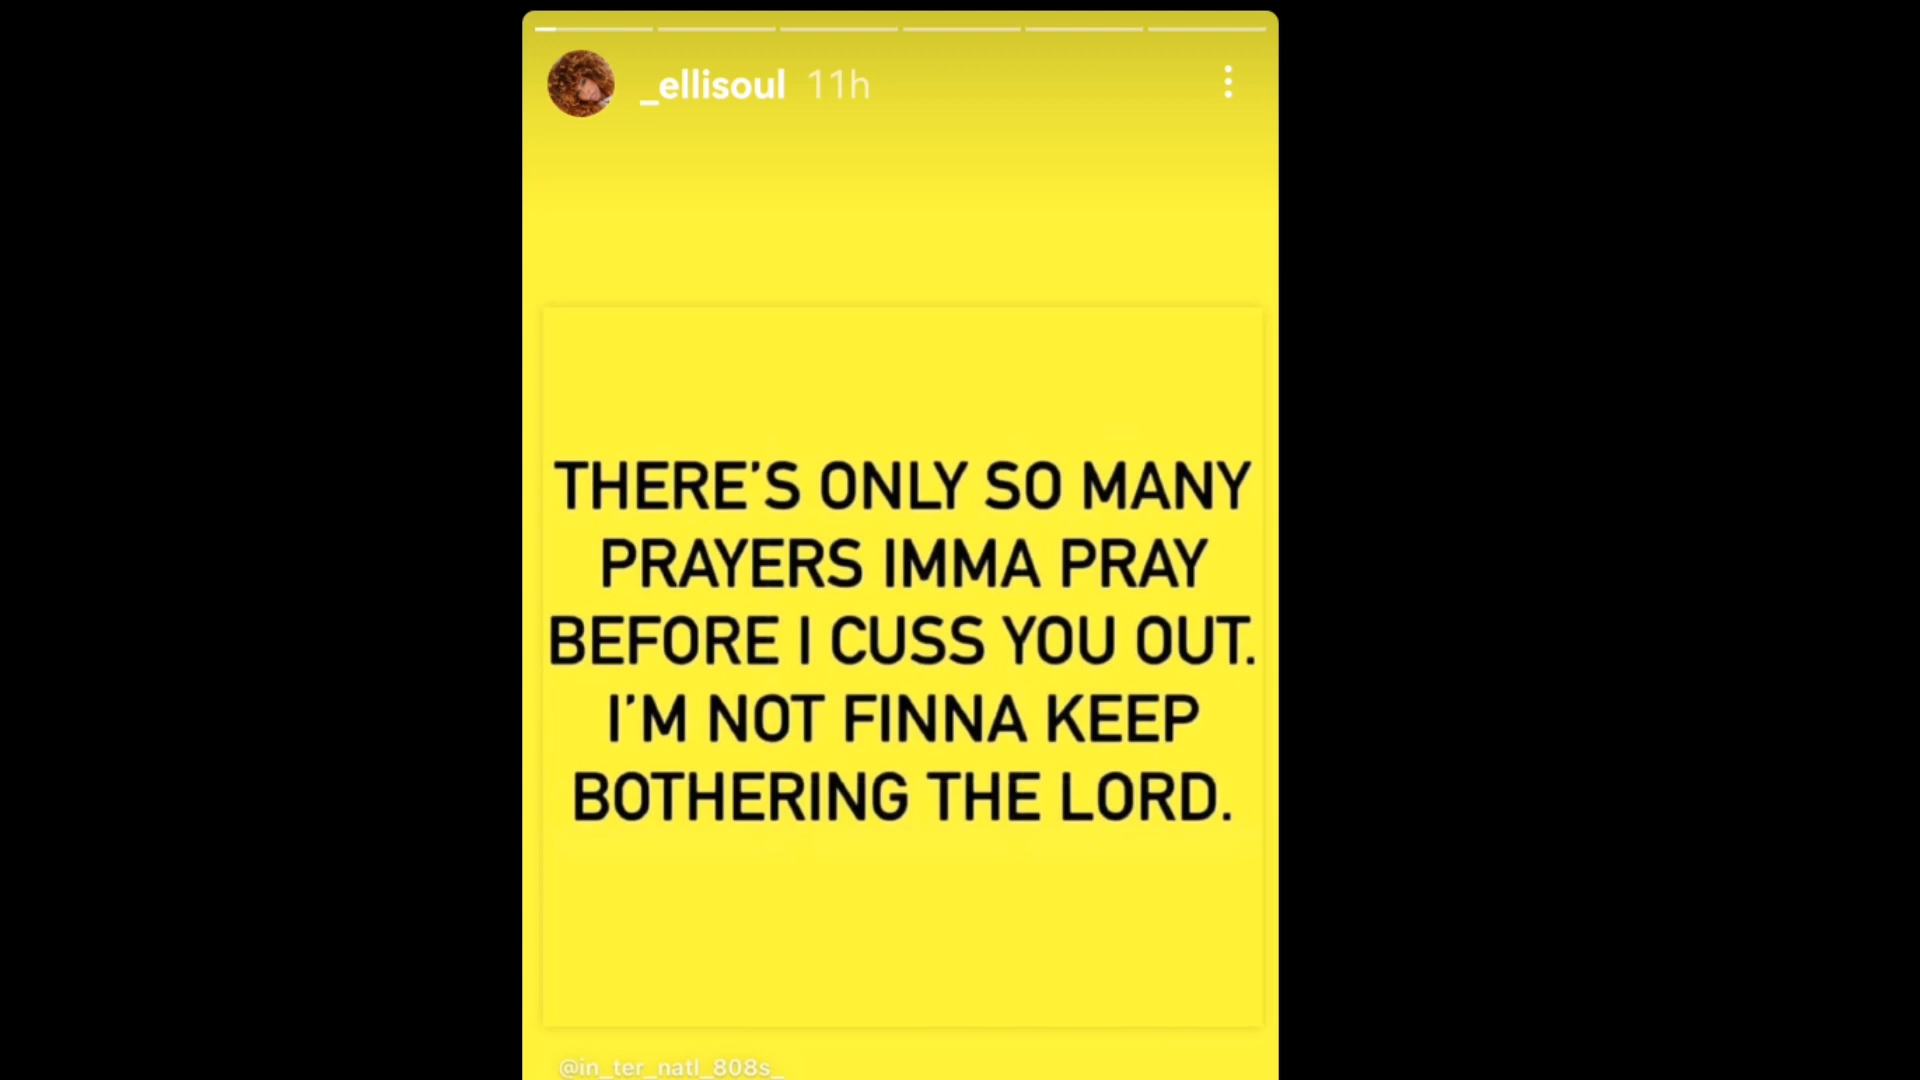 _ellisoul 11h
THERE'S ONLY SO MANY
PRAYERS IMMA PRAY
BEFORE I CUSS YOU OUT.
I'M NOT FINNA KEEP
BOTHERING THE LORD.
@in_ter_natl_808s_